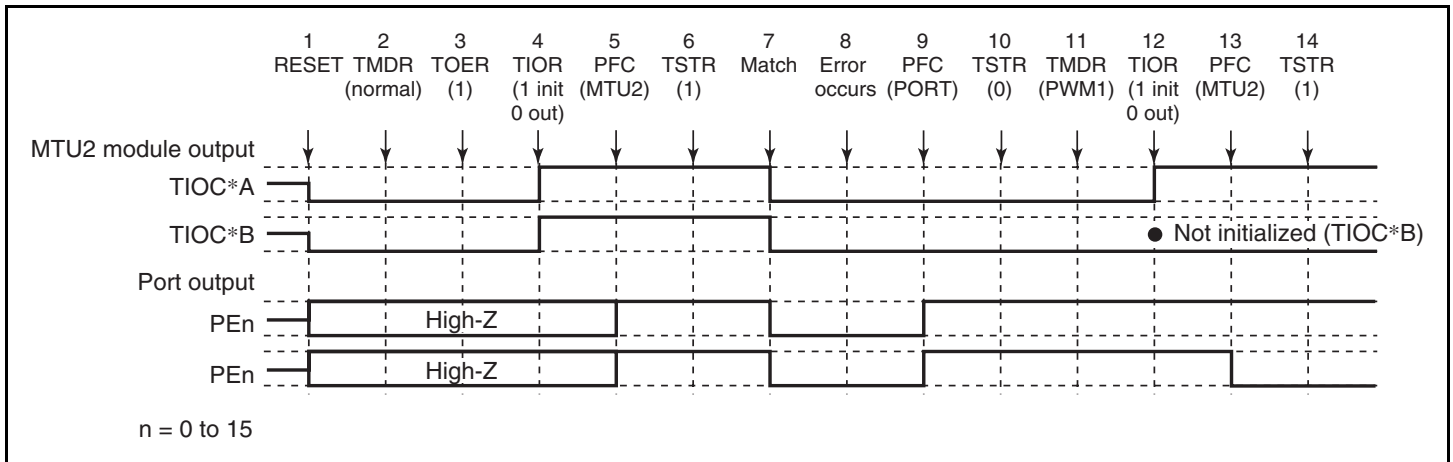 1 2 3 4 5 6 7 8 9 10 11 12 13 14
RESET TMDR TOER TIOR PFC TSTR Match Error PFC TSTR TMDR TIOR PFC TSTR
(normal) (1) (1 init (MTU2) (1) occurs (PORT) (0) (PWM1) (1 init (MTU2) (1)
0 out) 0 out)
MTU2 module output
TIOC*A
TIOC*B ● Not initialized (TIOC*B)
Port output
PEn High-Z
PEn High-Z
n = 0 to 15